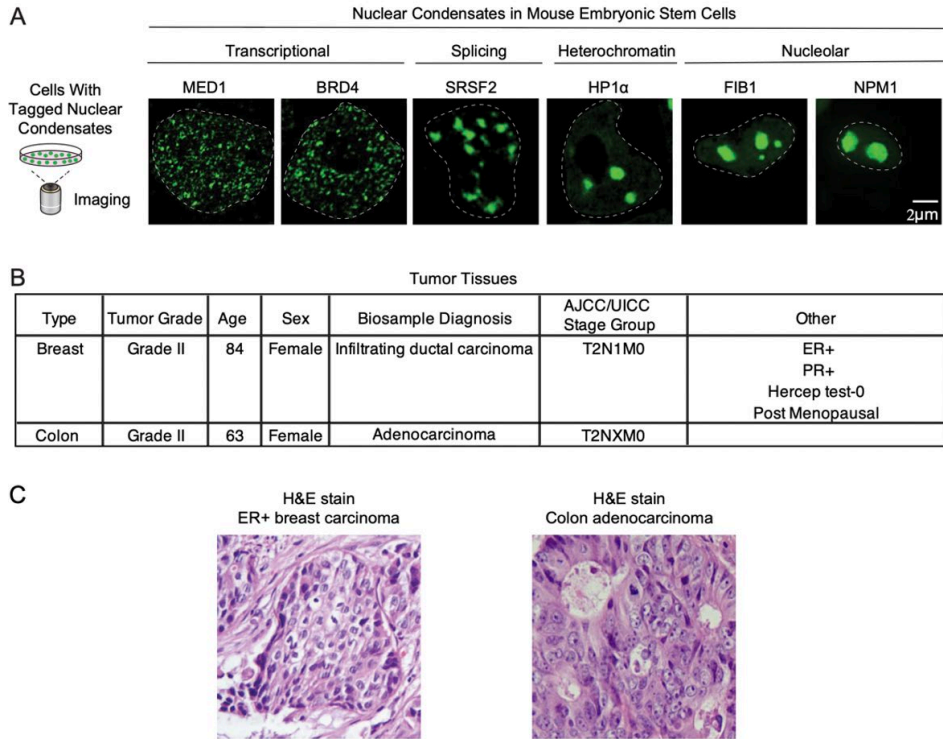 A
Nuclear Condensates in Mouse Embryonic Stem Cells
Transcriptional Splicing Heterochromatin Nucleolar
Cells With
Tagged Nuclear
Condensates
Imaging
MED1 BRD4 SRSF2 HP1α FIB1 NPM1
2µm
B
Tumor Tissues
Type Tumor Grade Age Sex Biosample Diagnosis AJCC/UICC Stage Group Other
Breast Grade II 84 Female Infiltrating ductal carcinoma T2N1M0 ER+
PR+
Hercep test-0
Post Menopausal
Colon Grade II 63 Female Adenocarcinoma T2NXM0
C
H&E stain
ER+ breast carcinoma
H&E stain
Colon adenocarcinoma